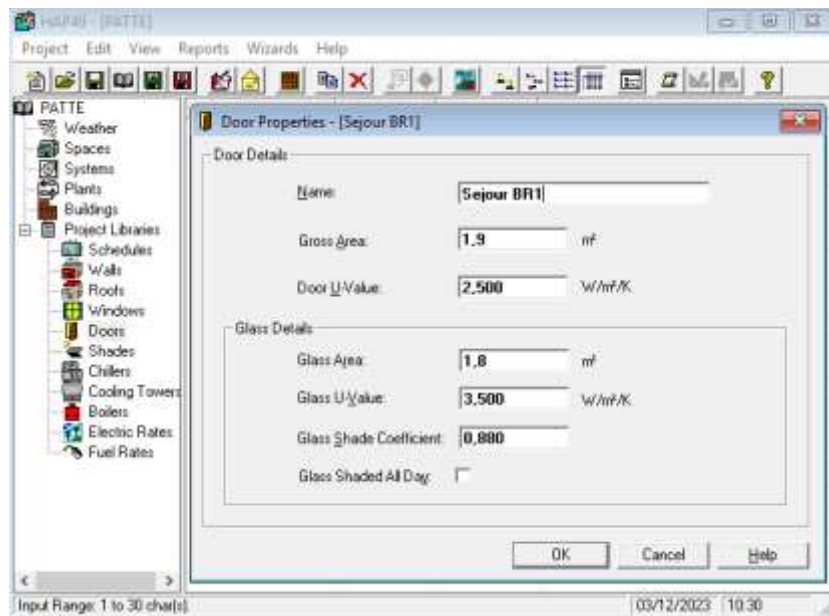 HAP49 - [PATTE]
Project Edit View Reports Wizards Help
PATTE
Weather
Spaces
Systems
Plants
Buildings
Project Libraries
Schedules
Walls
Roofs
Windows
Doors
Shades
Chillers
Cooling Towers
Boilers
Electric Rates
Fuel Rates
Door Properties - [Sejour BR1]
Door Details
Name: Sejour BR1
Gross Area: 1,9 m²
Door U-Value: 2,500 W/m²/K
Glass Details
Glass Area: 1,8 m²
Glass U-Value: 3,500 W/m²/K
Glass Shade Coefficient: 0,880
Glass Shaded All Day:
OK Cancel Help
Input Range: 1 to 30 char(s). 03/12/2023 10:30